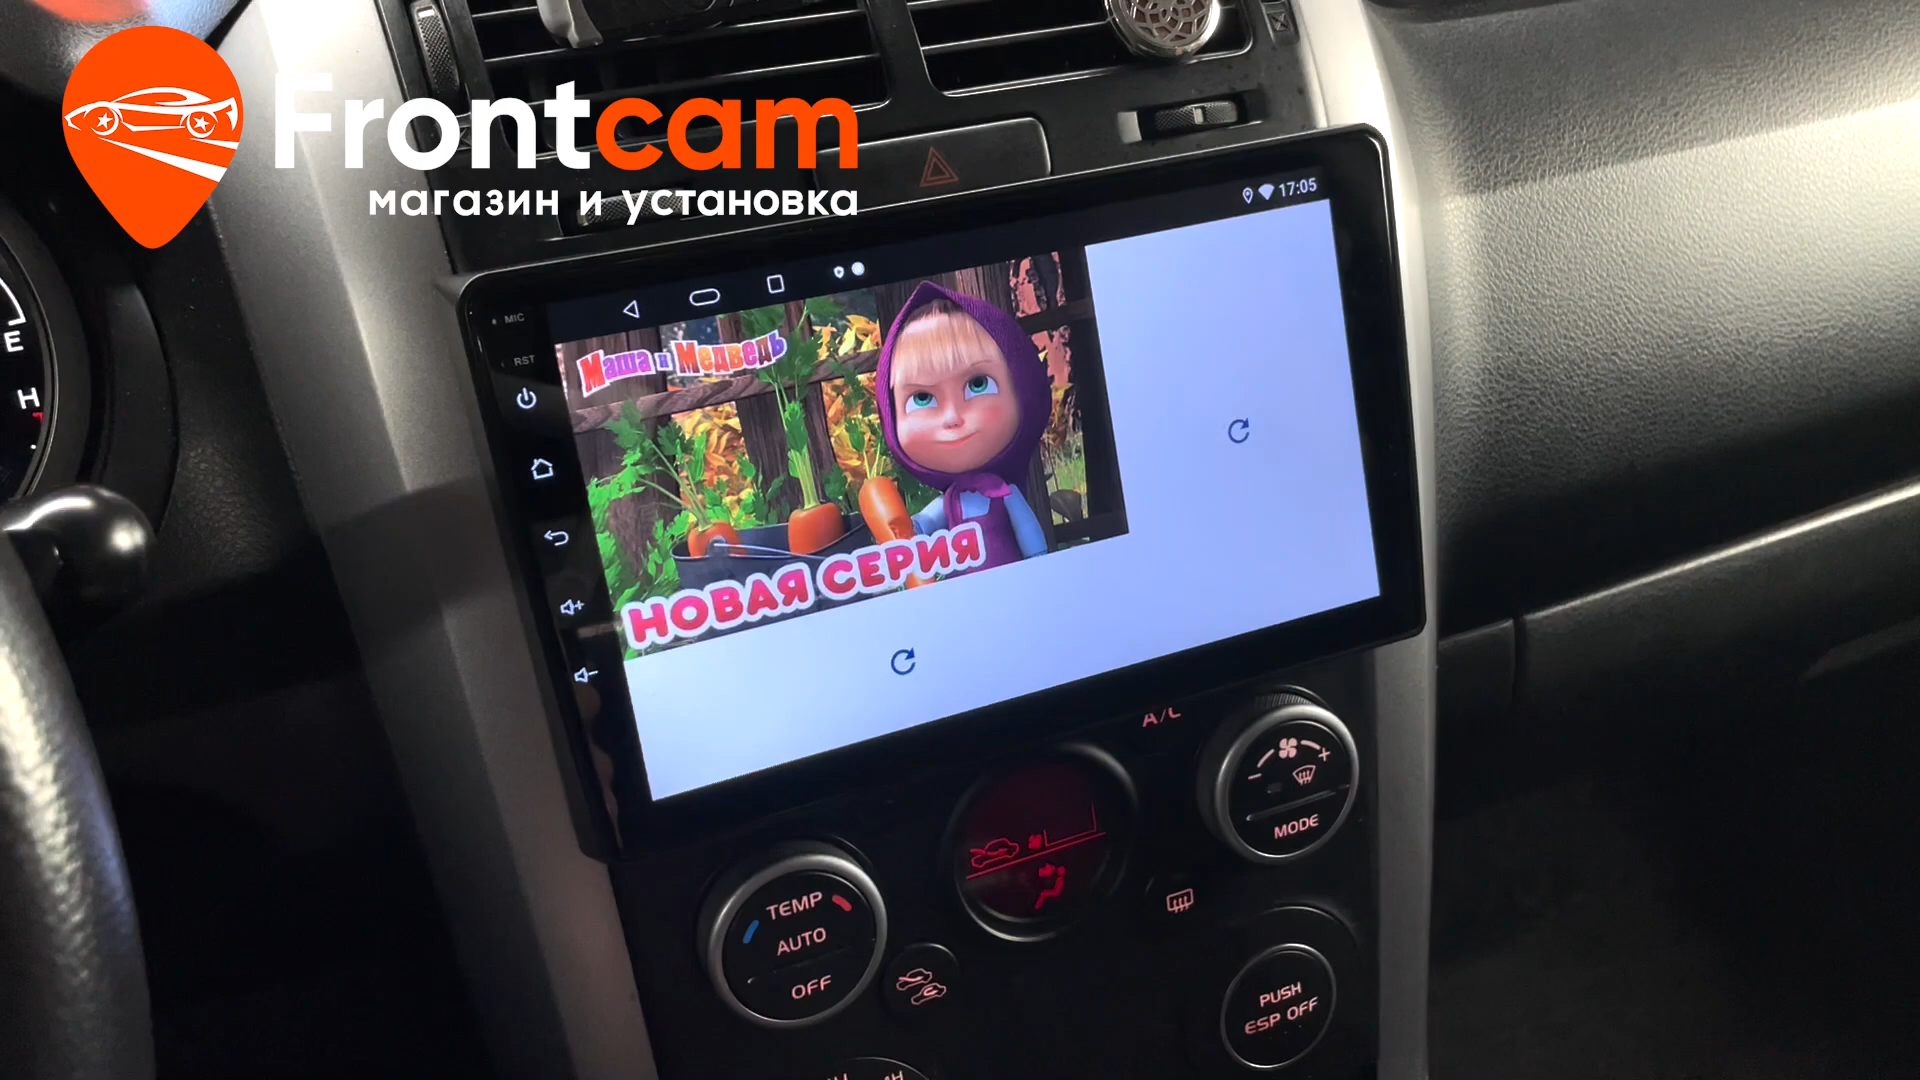 Frontcam
магазин и установка
17:05
MIC
RST
Маша и Медведь
НОВАЯ СЕРИЯ
E
H
A/C
MODE
TEMP
AUTO
OFF
PUSH
ESP OFF